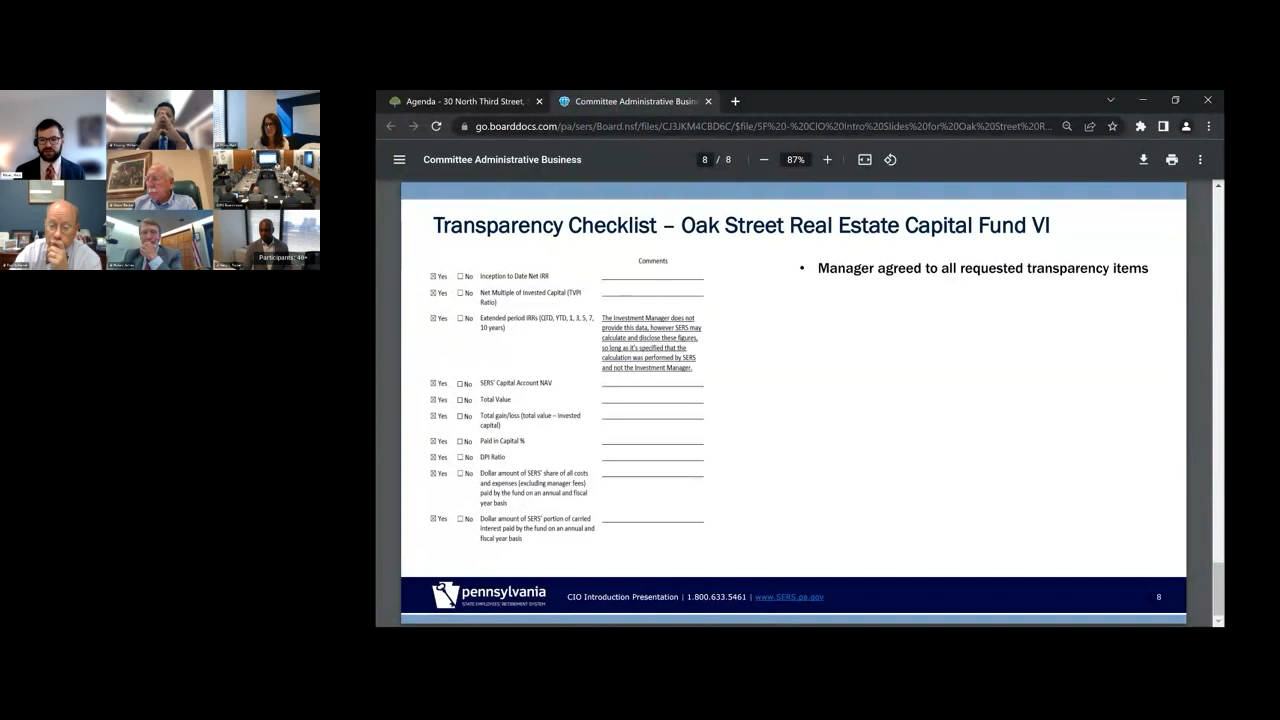 Agenda - 30 North Third Street,
Committee Administrative Busin
go.boarddocs.com/pa/sers/Board.nsf/files/CJ3JKM4CBD6C/$file/5F%20-%20CIO%20Intro%20Slides%20for%20Oak%20Street%20R...
Committee Administrative Business
8 / 8
87%
Transparency Checklist – Oak Street Real Estate Capital Fund VI
Comments
Yes No Inception to Date Net IRR
Yes No Net Multiple of Invested Capital (TVPI
Ratio)
Yes No Extended period IRRs (QTD, YTD, 1, 3, 5, 7,
10 years)
The Investment Manager does not
provide this data, however SERS may
calculate and disclose these figures,
so long as it's specified that the
calculation was performed by SERS
and not the Investment Manager.
Yes No SERS' Capital Account NAV
Yes No Total Value
Yes No Total gain/loss (total value – invested
capital)
Yes No Paid in Capital %
Yes No DPI Ratio
Yes No Dollar amount of SERS' share of all costs
and expenses (excluding manager fees)
paid by the fund on an annual and fiscal
year basis
Yes No Dollar amount of SERS' portion of carried
interest paid by the fund on an annual and
fiscal year basis
• Manager agreed to all requested transparency items
pennsylvania
STATE EMPLOYEES' RETIREMENT SYSTEM
CIO Introduction Presentation | 1.800.633.5461 | www.SERS.pa.gov
8
Participants: 40+